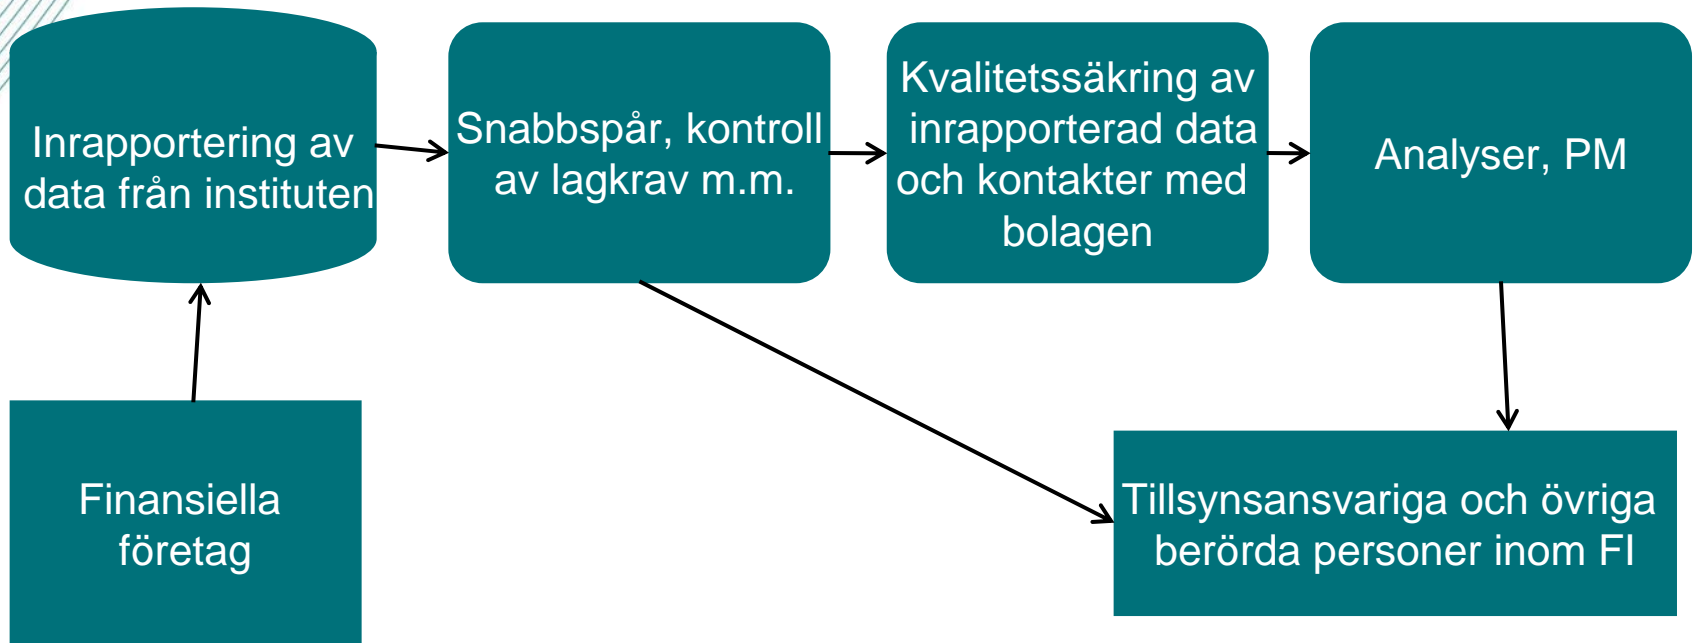 Inrapportering av
data från instituten
Snabbspår, kontroll
av lagkrav m.m.
Kvalitetssäkring av
inrapporterad data
och kontakter med
bolagen
Analyser, PM
Finansiella
företag
Tillsynsansvariga och övriga
berörda personer inom FI